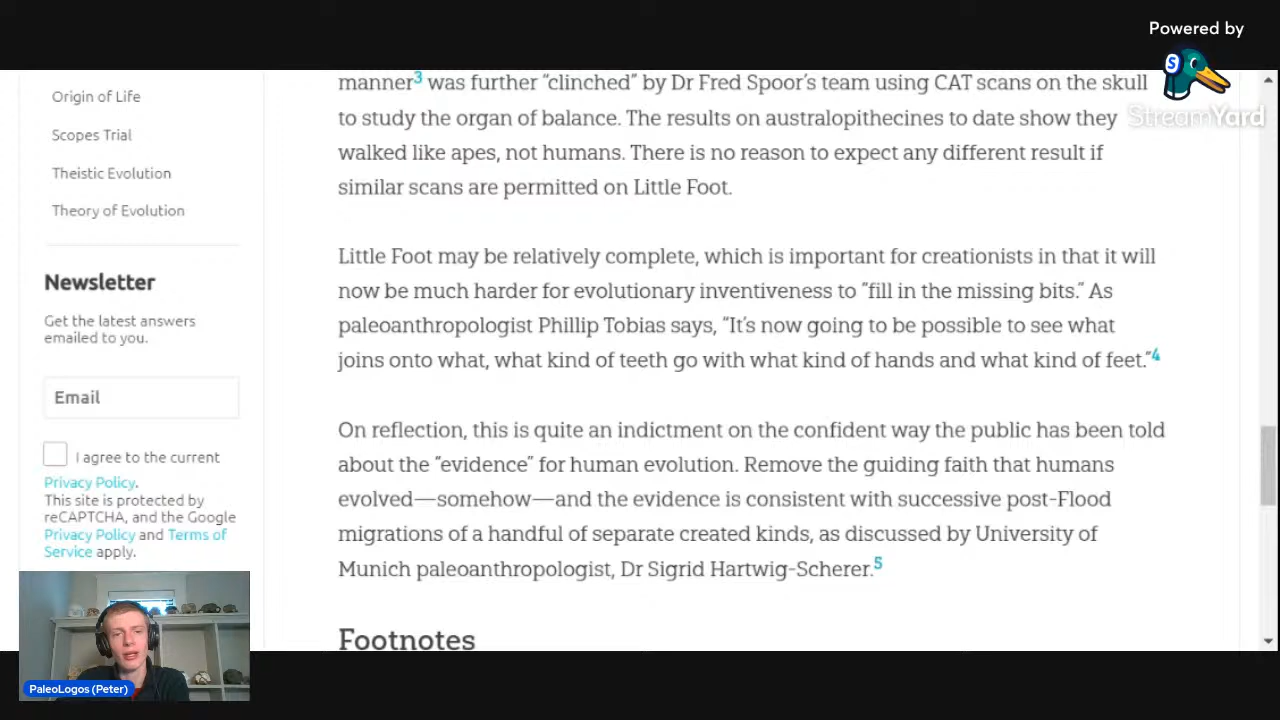 Powered by
StreamYard
Origin of Life
Scopes Trial
Theistic Evolution
Theory of Evolution
Newsletter
Get the latest answers
emailed to you.
Email
I agree to the current
Privacy Policy.
This site is protected by
reCAPTCHA, and the Google
Privacy Policy and Terms of
Service apply.
manner3 was further “clinched” by Dr Fred Spoor’s team using CAT scans on the skull
to study the organ of balance. The results on australopithecines to date show they
walked like apes, not humans. There is no reason to expect any different result if
similar scans are permitted on Little Foot.
Little Foot may be relatively complete, which is important for creationists in that it will
now be much harder for evolutionary inventiveness to “fill in the missing bits.” As
paleoanthropologist Phillip Tobias says, “It’s now going to be possible to see what
joins onto what, what kind of teeth go with what kind of hands and what kind of feet.”4
On reflection, this is quite an indictment on the confident way the public has been told
about the “evidence” for human evolution. Remove the guiding faith that humans
evolved—somehow—and the evidence is consistent with successive post-Flood
migrations of a handful of separate created kinds, as discussed by University of
Munich paleoanthropologist, Dr Sigrid Hartwig-Scherer.5
Footnotes
PaleoLogos (Peter)